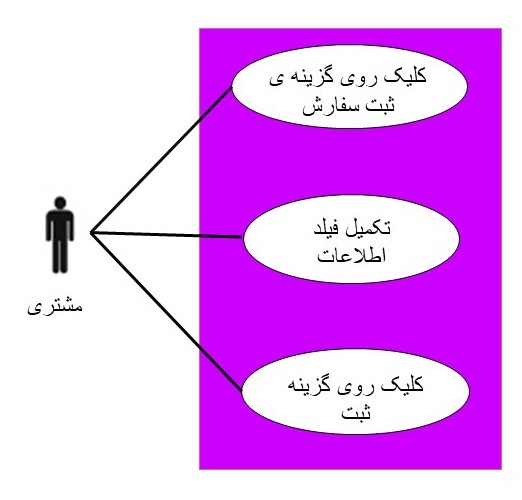 کلیک روی گزینه ی
ثبت سفارش
تکمیل فیلد
اطلاعات
مشتری
کلیک روی گزینه
ثبت